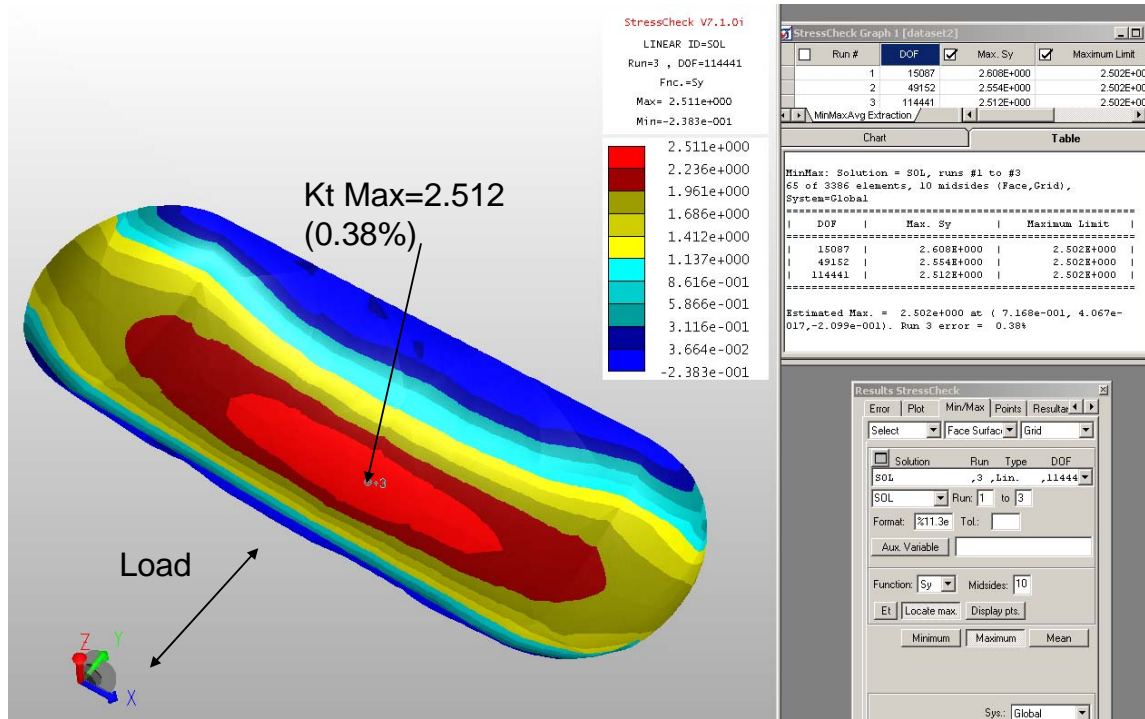 StressCheck V7.1.0i
LINEAR ID=SOL
Run=3 , DOF=114441
Fnc.=Sy
Max= 2.511e+000
Min=-2.383e-001
2.511e+000
2.236e+000
1.961e+000
1.686e+000
1.412e+000
1.137e+000
8.616e-001
5.866e-001
3.116e-001
3.664e-002
-2.383e-001
Kt Max=2.512
(0.38%)
+3
Load
Z
Y
X
StressCheck Graph 1 [dataset2]
Run # DOF Max. Sy Maximum Limit
1 15087 2.608E+000 2.502E+00
2 49152 2.554E+000 2.502E+00
3 114441 2.512E+000 2.502E+00
MinMaxAvg Extraction
Chart Table
MinMax: Solution = SOL, runs #1 to #3
65 of 3386 elements, 10 midsides (Face,Grid),
System=Global
| DOF | Max. Sy | Maximum Limit |
| 15087 | 2.608E+000 | 2.502E+000 |
| 49152 | 2.554E+000 | 2.502E+000 |
| 114441 | 2.512E+000 | 2.502E+000 |
Estimated Max. = 2.502e+000 at ( 7.168e-001, 4.067e-
017,-2.099e-001). Run 3 error = 0.38%
Results StressCheck
Error Plot Min/Max Points Resultar
Select Face Surfac Grid
Solution Run Type DOF
SOL ,3 ,Lin. ,11444
SOL Run: 1 to 3
Format: %11.3e Tol.:
Aux. Variable
Function: Sy Midsides: 10
Et Locate max. Display pts.
Minimum Maximum Mean
Sys.: Global